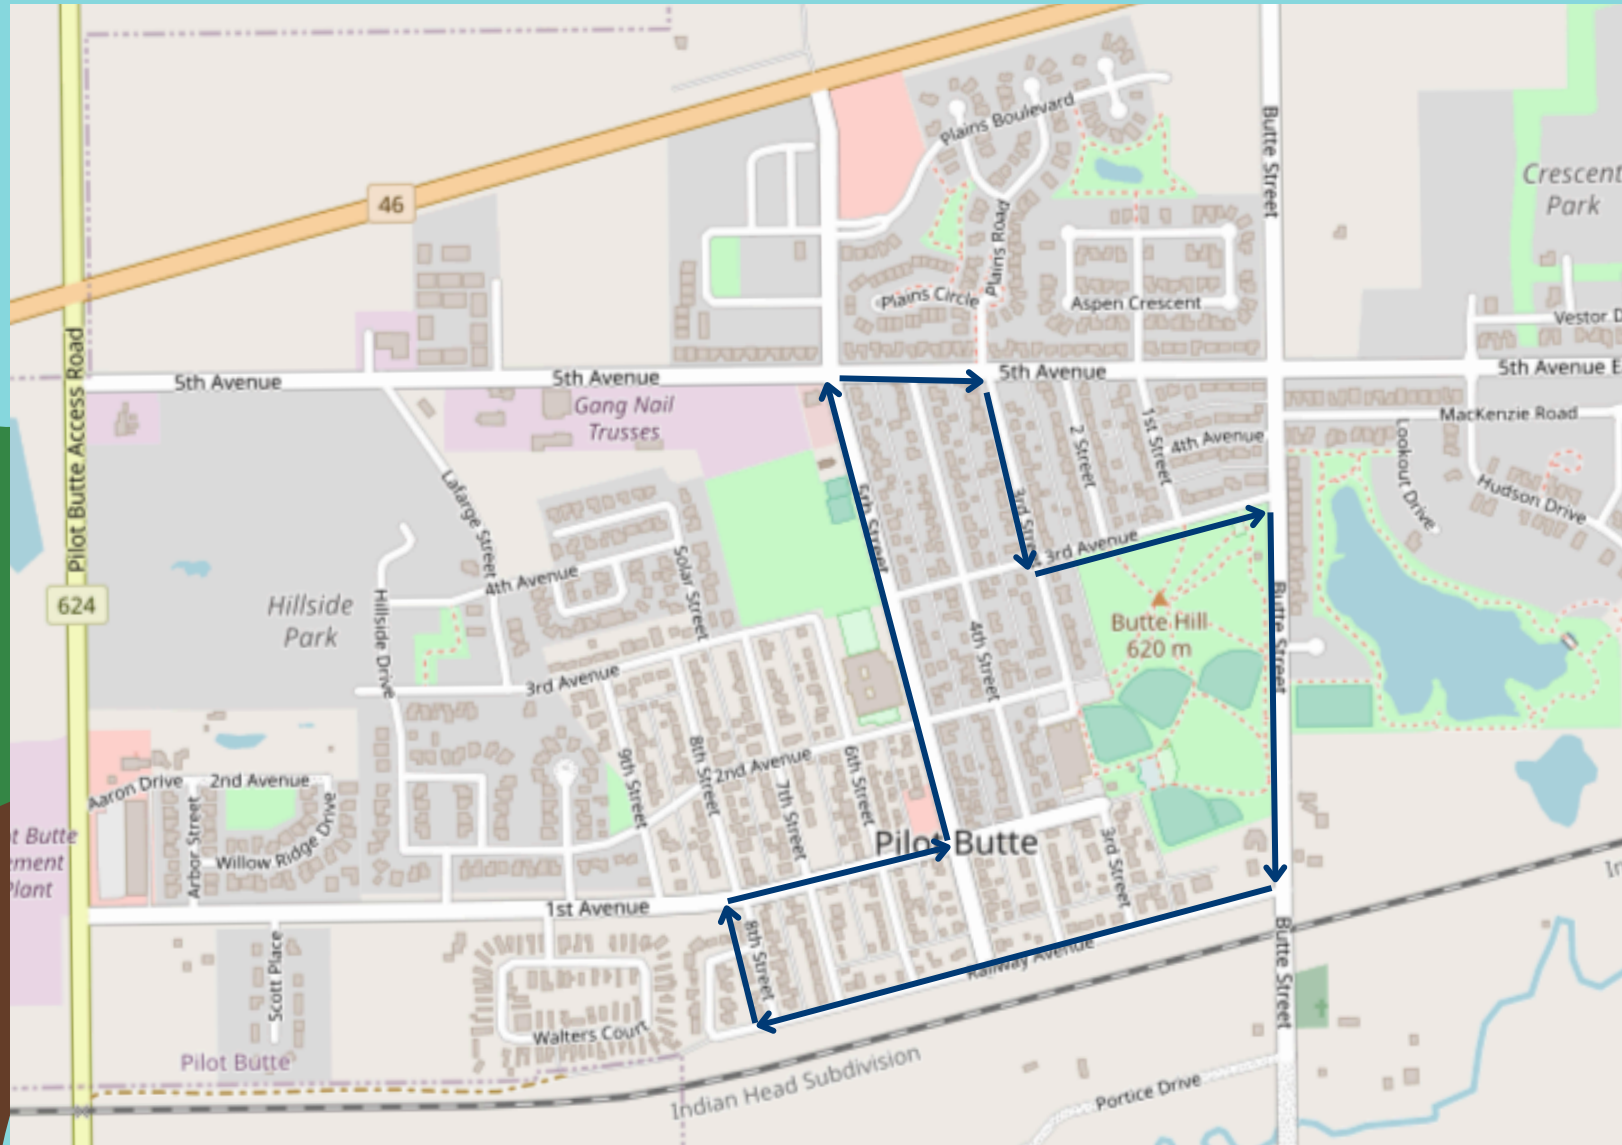 Plains Boulevard
Butte Street
Crescent
Park
46
Plains Road
Plains Circle
Aspen Crescent
Vestor D
Pilot Butte Access Road
5th Avenue
5th Avenue
5th Avenue
5th Avenue E
Gang Nail
Trusses
MacKenzie Road
1st Street
2 Street
4th Avenue
Lookout Drive
Hudson Drive
Lafarge Street
5th Street
3rd Street
3rd Avenue
Solar Street
4th Avenue
624
Hillside
Park
Hillside Drive
Butte Hill
620 m
Butte Street
4th Street
3rd Avenue
9th Street
8th Street
2nd Avenue
7th Street
6th Street
Aaron Drive
2nd Avenue
Arbor Street
Willow Ridge Drive
ot Butte
ment
Plant
Pilot Butte
3rd Street
1st Avenue
8th Street
Railway Avenue
Butte Street
Scott Place
Walters Court
Pilot Butte
Indian Head Subdivision
Portice Drive
In